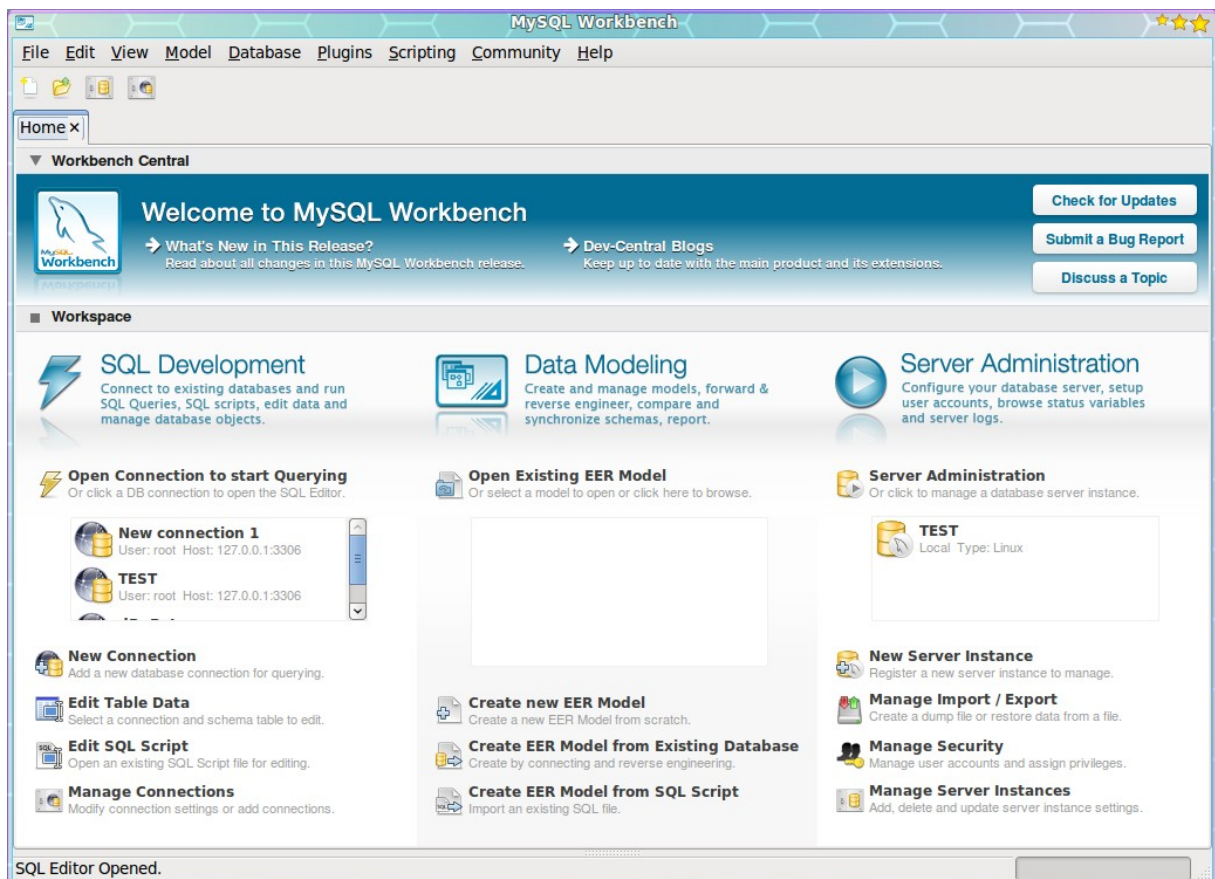 MySQL Workbench
File Edit View Model Database Plugins Scripting Community Help
Home ×
Workbench Central
MySQL
Workbench
Welcome to MySQL Workbench
What's New in This Release?
Read about all changes in this MySQL Workbench release.
Dev-Central Blogs
Keep up to date with the main product and its extensions.
Check for Updates
Submit a Bug Report
Discuss a Topic
Workspace
SQL Development
Connect to existing databases and run
SQL Queries, SQL scripts, edit data and
manage database objects.
Open Connection to start Querying
Or click a DB connection to open the SQL Editor.
New connection 1
User: root Host: 127.0.0.1:3306
TEST
User: root Host: 127.0.0.1:3306
New Connection
Add a new database connection for querying.
Edit Table Data
Select a connection and schema table to edit.
Edit SQL Script
Open an existing SQL Script file for editing.
Manage Connections
Modify connection settings or add connections.
Data Modeling
Create and manage models, forward &
reverse engineer, compare and
synchronize schemas, report.
Open Existing EER Model
Or select a model to open or click here to browse.
Create new EER Model
Create a new EER Model from scratch.
Create EER Model from Existing Database
Create by connecting and reverse engineering.
Create EER Model from SQL Script
Import an existing SQL file.
Server Administration
Configure your database server, setup
user accounts, browse status variables
and server logs.
Server Administration
Or click to manage a database server instance.
TEST
Local Type: Linux
New Server Instance
Register a new server instance to manage.
Manage Import / Export
Create a dump file or restore data from a file.
Manage Security
Manage user accounts and assign privileges.
Manage Server Instances
Add, delete and update server instance settings.
SQL Editor Opened.